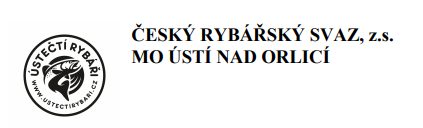 ÚSTEČTÍ RYBÁŘI
WWW.USTECTIRYBARI.CZ
ČESKÝ RYBÁŘSKÝ SVAZ, z.s.
MO ÚSTÍ NAD ORLICÍ